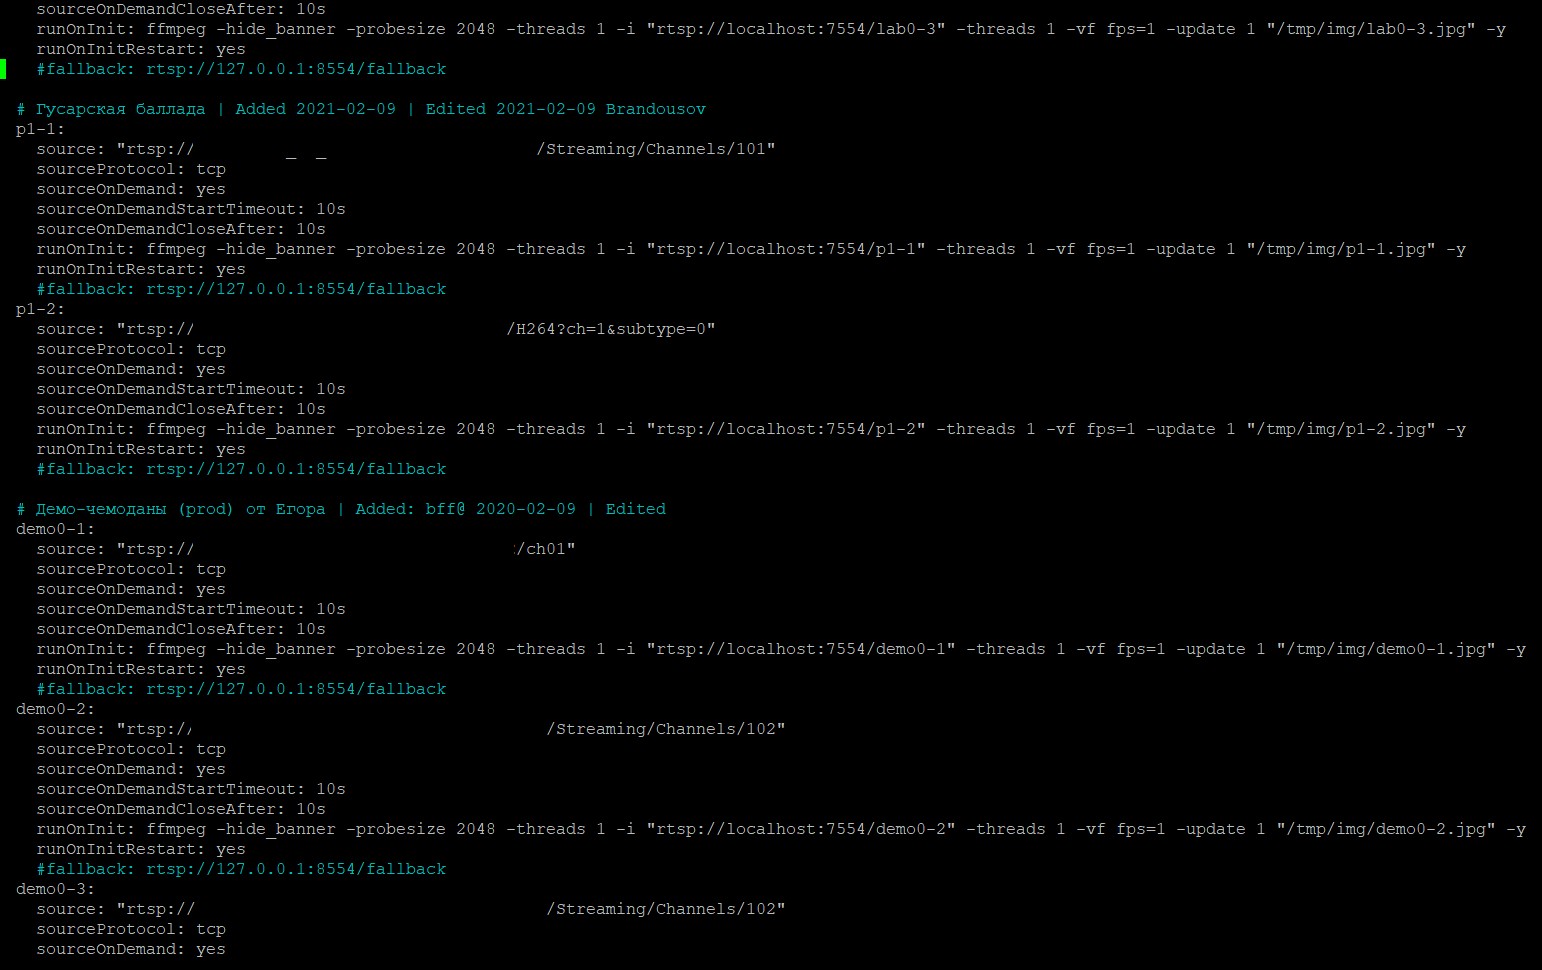 sourceOnDemandCloseAfter: 10s
runOnInit: ffmpeg -hide_banner -probesize 2048 -threads 1 -i "rtsp://localhost:7554/lab0-3" -threads 1 -vf fps=1 -update 1 "/tmp/img/lab0-3.jpg" -y
runOnInitRestart: yes
#fallback: rtsp://127.0.0.1:8554/fallback
# Гусарская баллада | Added 2021-02-09 | Edited 2021-02-09 Brandousov
p1-1:
source: "rtsp:// _ _ /Streaming/Channels/101"
sourceProtocol: tcp
sourceOnDemand: yes
sourceOnDemandStartTimeout: 10s
sourceOnDemandCloseAfter: 10s
runOnInit: ffmpeg -hide_banner -probesize 2048 -threads 1 -i "rtsp://localhost:7554/p1-1" -threads 1 -vf fps=1 -update 1 "/tmp/img/p1-1.jpg" -y
runOnInitRestart: yes
#fallback: rtsp://127.0.0.1:8554/fallback
p1-2:
source: "rtsp:// /H264?ch=1&subtype=0"
sourceProtocol: tcp
sourceOnDemand: yes
sourceOnDemandStartTimeout: 10s
sourceOnDemandCloseAfter: 10s
runOnInit: ffmpeg -hide_banner -probesize 2048 -threads 1 -i "rtsp://localhost:7554/p1-2" -threads 1 -vf fps=1 -update 1 "/tmp/img/p1-2.jpg" -y
runOnInitRestart: yes
#fallback: rtsp://127.0.0.1:8554/fallback
# Демо-чемоданы (prod) от Егора | Added: bff@ 2020-02-09 | Edited
demo0-1:
source: "rtsp:// /ch01"
sourceProtocol: tcp
sourceOnDemand: yes
sourceOnDemandStartTimeout: 10s
sourceOnDemandCloseAfter: 10s
runOnInit: ffmpeg -hide_banner -probesize 2048 -threads 1 -i "rtsp://localhost:7554/demo0-1" -threads 1 -vf fps=1 -update 1 "/tmp/img/demo0-1.jpg" -y
runOnInitRestart: yes
#fallback: rtsp://127.0.0.1:8554/fallback
demo0-2:
source: "rtsp:// /Streaming/Channels/102"
sourceProtocol: tcp
sourceOnDemand: yes
sourceOnDemandStartTimeout: 10s
sourceOnDemandCloseAfter: 10s
runOnInit: ffmpeg -hide_banner -probesize 2048 -threads 1 -i "rtsp://localhost:7554/demo0-2" -threads 1 -vf fps=1 -update 1 "/tmp/img/demo0-2.jpg" -y
runOnInitRestart: yes
#fallback: rtsp://127.0.0.1:8554/fallback
demo0-3:
source: "rtsp:// /Streaming/Channels/102"
sourceProtocol: tcp
sourceOnDemand: yes